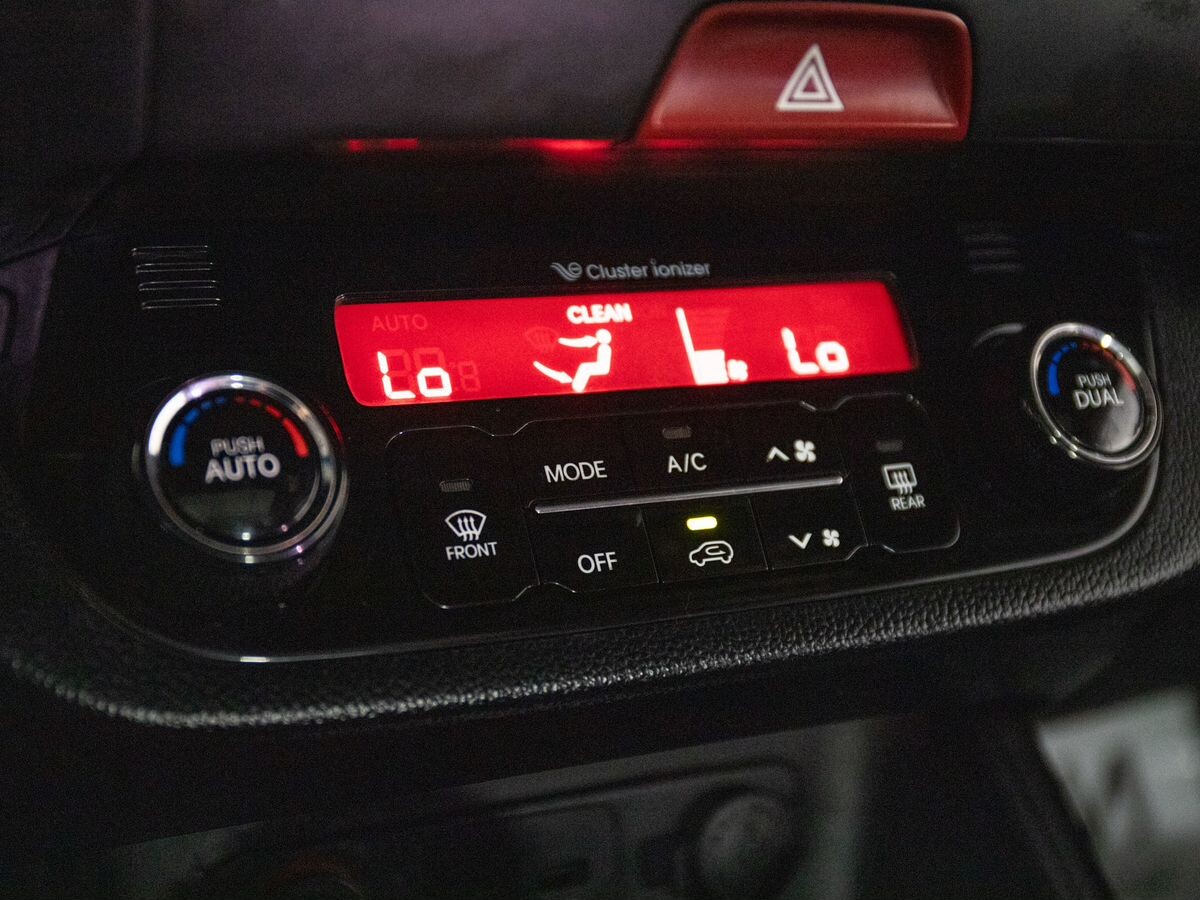 Cluster ionizer
AUTO
CLEAN
Lo
Lo
PUSH
AUTO
PUSH
DUAL
MODE
A/C
FRONT
OFF
REAR